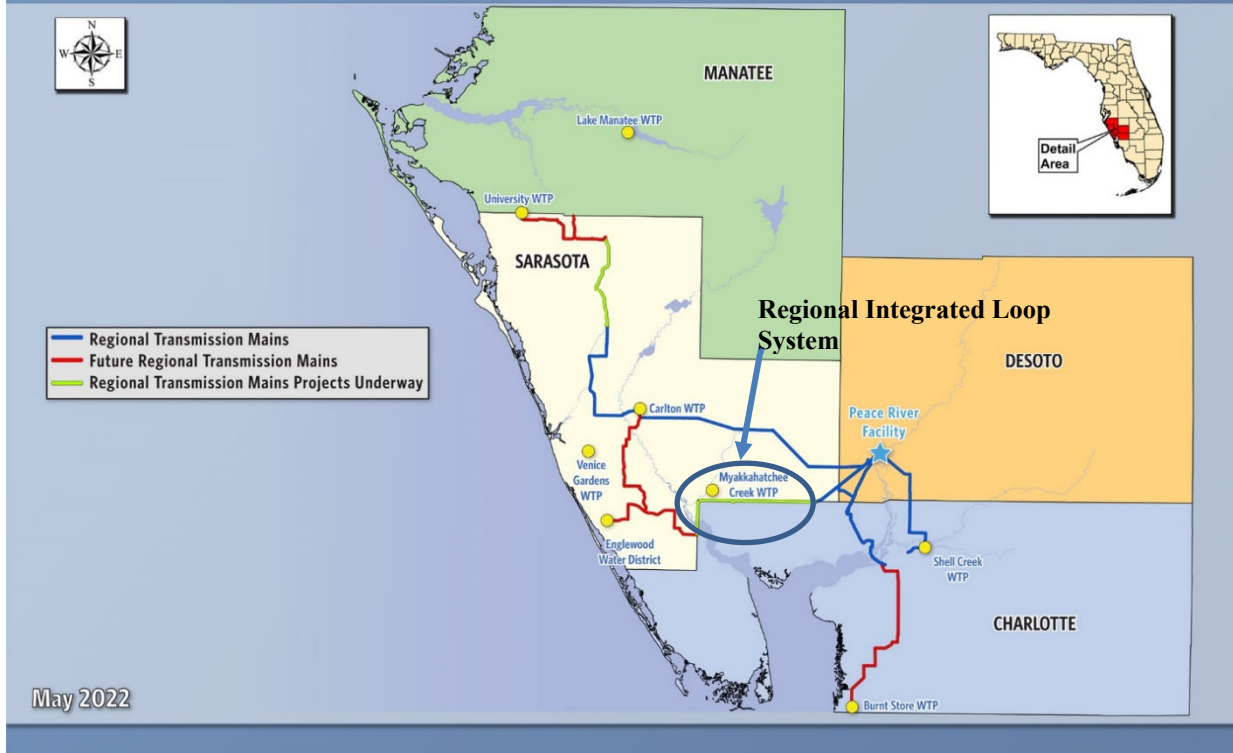 N
W
E
S
MANATEE
Lake Manatee WTP
Detail
Area
University WTP
SARASOTA
Regional Integrated Loop
System
Regional Transmission Mains
Future Regional Transmission Mains
Regional Transmission Mains Projects Underway
DESOTO
Carlton WTP
Peace River
Facility
Venice
Gardens
WTP
Myakkahatchee
Creek WTP
Englewood
Water District
Shell Creek
WTP
CHARLOTTE
May 2022
Burnt Store WTP